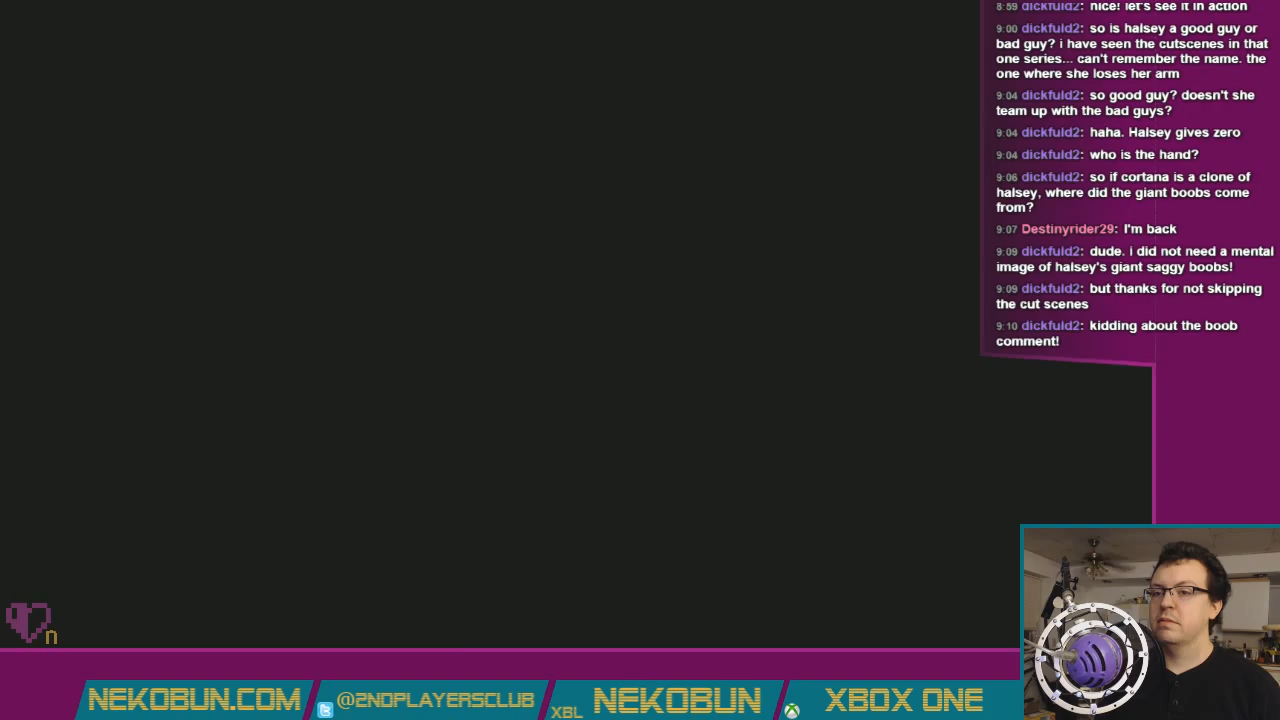 8:59 dickfuld2: nice! let's see it in action
9:00 dickfuld2: so is halsey a good guy or
bad guy? i have seen the cutscenes in that
one series... can't remember the name. the
one where she loses her arm
9:04 dickfuld2: so good guy? doesn't she
team up with the bad guys?
9:04 dickfuld2: haha. Halsey gives zero
9:04 dickfuld2: who is the hand?
9:06 dickfuld2: so if cortana is a clone of
halsey, where did the giant boobs come
from?
9:07 Destinyrider29: I'm back
9:09 dickfuld2: dude. i did not need a mental
image of halsey's giant saggy boobs!
9:09 dickfuld2: but thanks for not skipping
the cut scenes
9:10 dickfuld2: kidding about the boob
comment!
n
NEKOBUN.COM
@2NDPLAYERSCLUB
XBL NEKOBUN
XBOX ONE